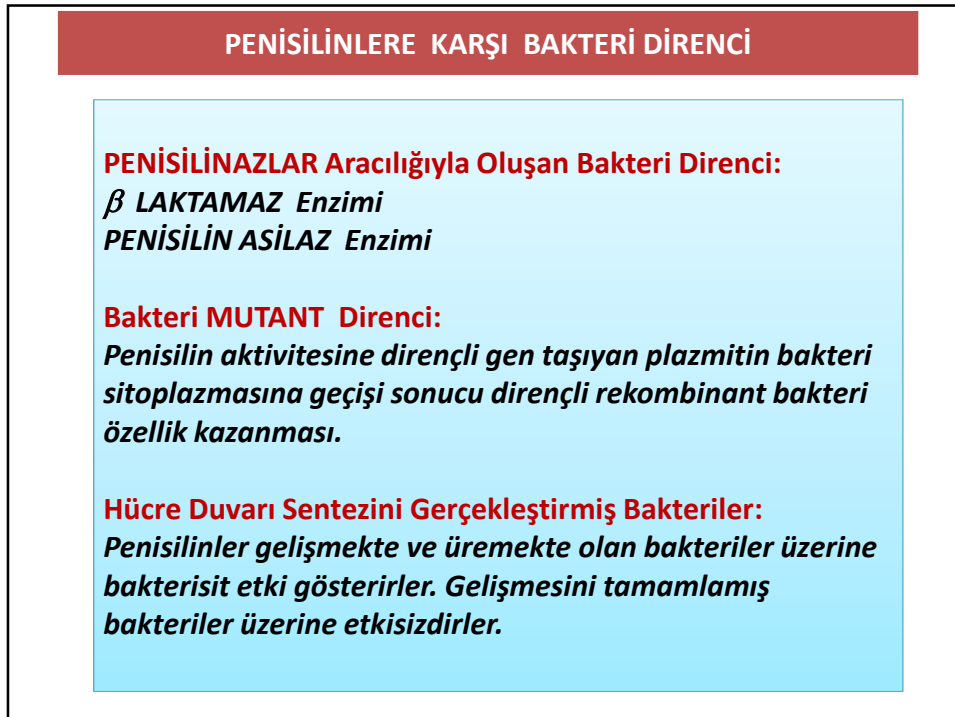 PENİSİLİNLERE KARŞI BAKTERİ DİRENCİ
PENİSİLİNAZLAR Aracılığıyla Oluşan Bakteri Direnci:
β LAKTAMAZ Enzimi
PENİSİLİN ASİLAZ Enzimi
Bakteri MUTANT Direnci:
Penisilin aktivitesine dirençli gen taşıyan plazmitin bakteri
sitoplazmasına geçişi sonucu dirençli rekombinant bakteri
özellik kazanması.
Hücre Duvarı Sentezini Gerçekleştirmiş Bakteriler:
Penisilinler gelişmekte ve üremekte olan bakteriler üzerine
bakterisit etki gösterirler. Gelişmesini tamamlamış
bakteriler üzerine etkisizdirler.